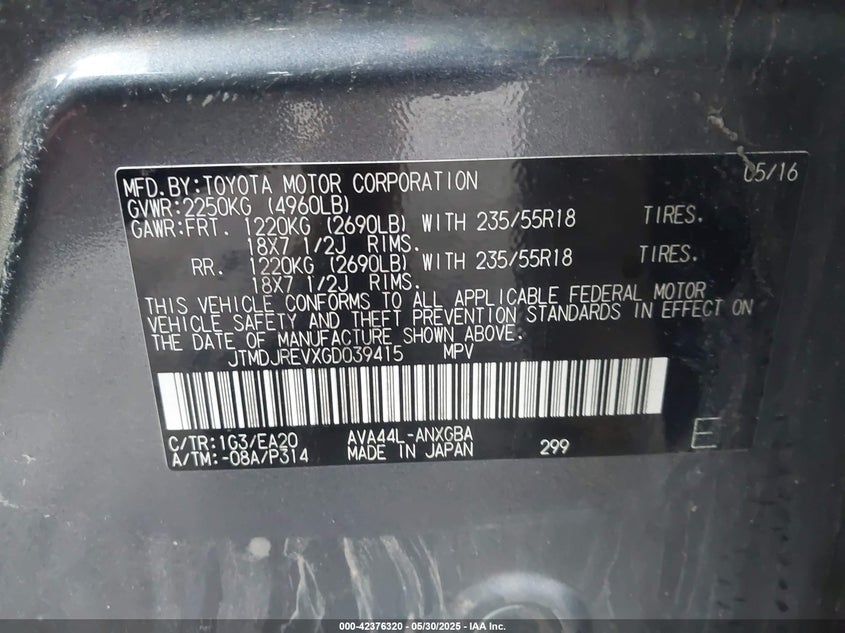 05/16
MFD.BY:TOYOTA MOTOR CORPORATION
GVWR:2250KG (4960LB)
GAWR:FRT. 1220KG (2690LB) WITH 235/55R18 TIRES.
18X7 1/2J RIMS.
RR. 1220KG (2690LB) WITH 235/55R18 TIRES.
18X7 1/2J RIMS.
THIS VEHICLE CONFORMS TO ALL APPLICABLE FEDERAL MOTOR
VEHICLE SAFETY AND THEFT PREVENTION STANDARDS IN EFFECT ON
THE DATE OF MANUFACTURE SHOWN ABOVE.
JTMDJREVXGD039415 MPV
C/TR:1G3/EA20 AVA44L-ANXGBA
A/TM:-08A/P314 MADE IN JAPAN 299 E
000-42376320 - 05/30/2025 - IAA Inc.